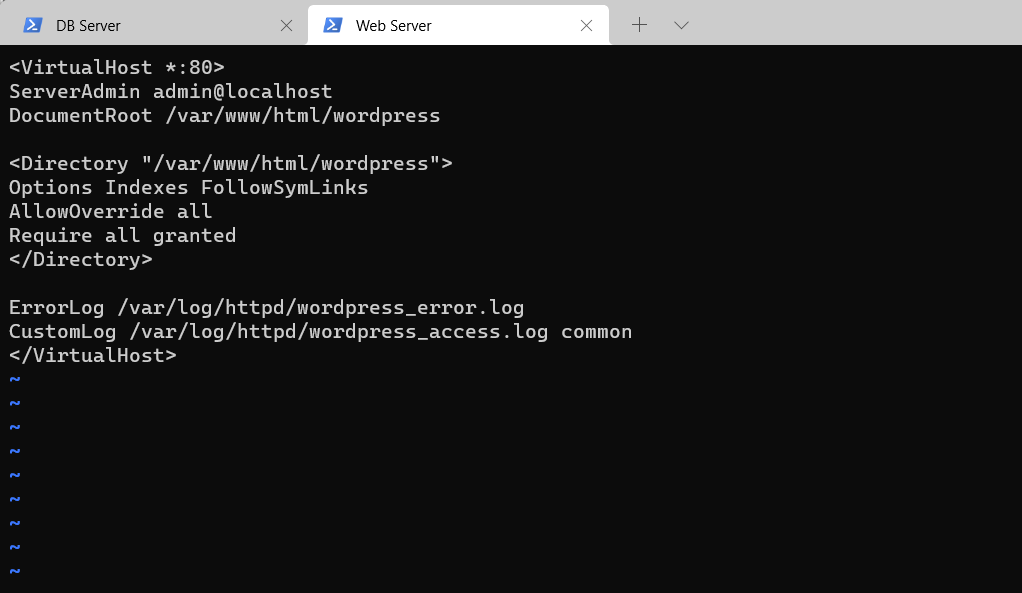 DB Server
Web Server
<VirtualHost *:80>
ServerAdmin admin@localhost
DocumentRoot /var/www/html/wordpress
<Directory "/var/www/html/wordpress">
Options Indexes FollowSymLinks
AllowOverride all
Require all granted
</Directory>
ErrorLog /var/log/httpd/wordpress_error.log
CustomLog /var/log/httpd/wordpress_access.log common
</VirtualHost>
~
~
~
~
~
~
~
~
~